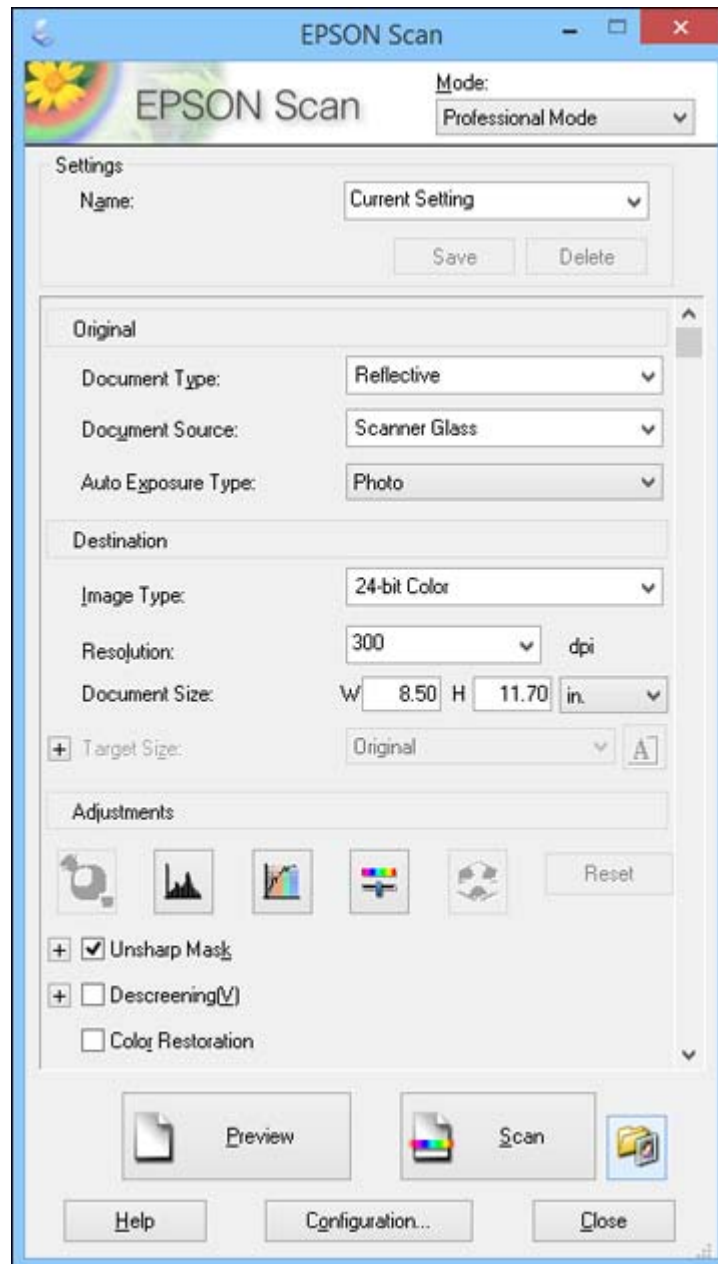 EPSON Scan
EPSON Scan
Mode:
Professional Mode
Settings
Name:
Current Setting
Save Delete
Original
Document Type: Reflective
Document Source: Scanner Glass
Auto Exposure Type: Photo
Destination
Image Type: 24-bit Color
Resolution: 300 dpi
Document Size: W 8.50 H 11.70 in.
+ Target Size: Original A
Adjustments
Reset
+ Unsharp Mask
+ Descreening(V)
Color Restoration
Preview Scan
Help Configuration... Close